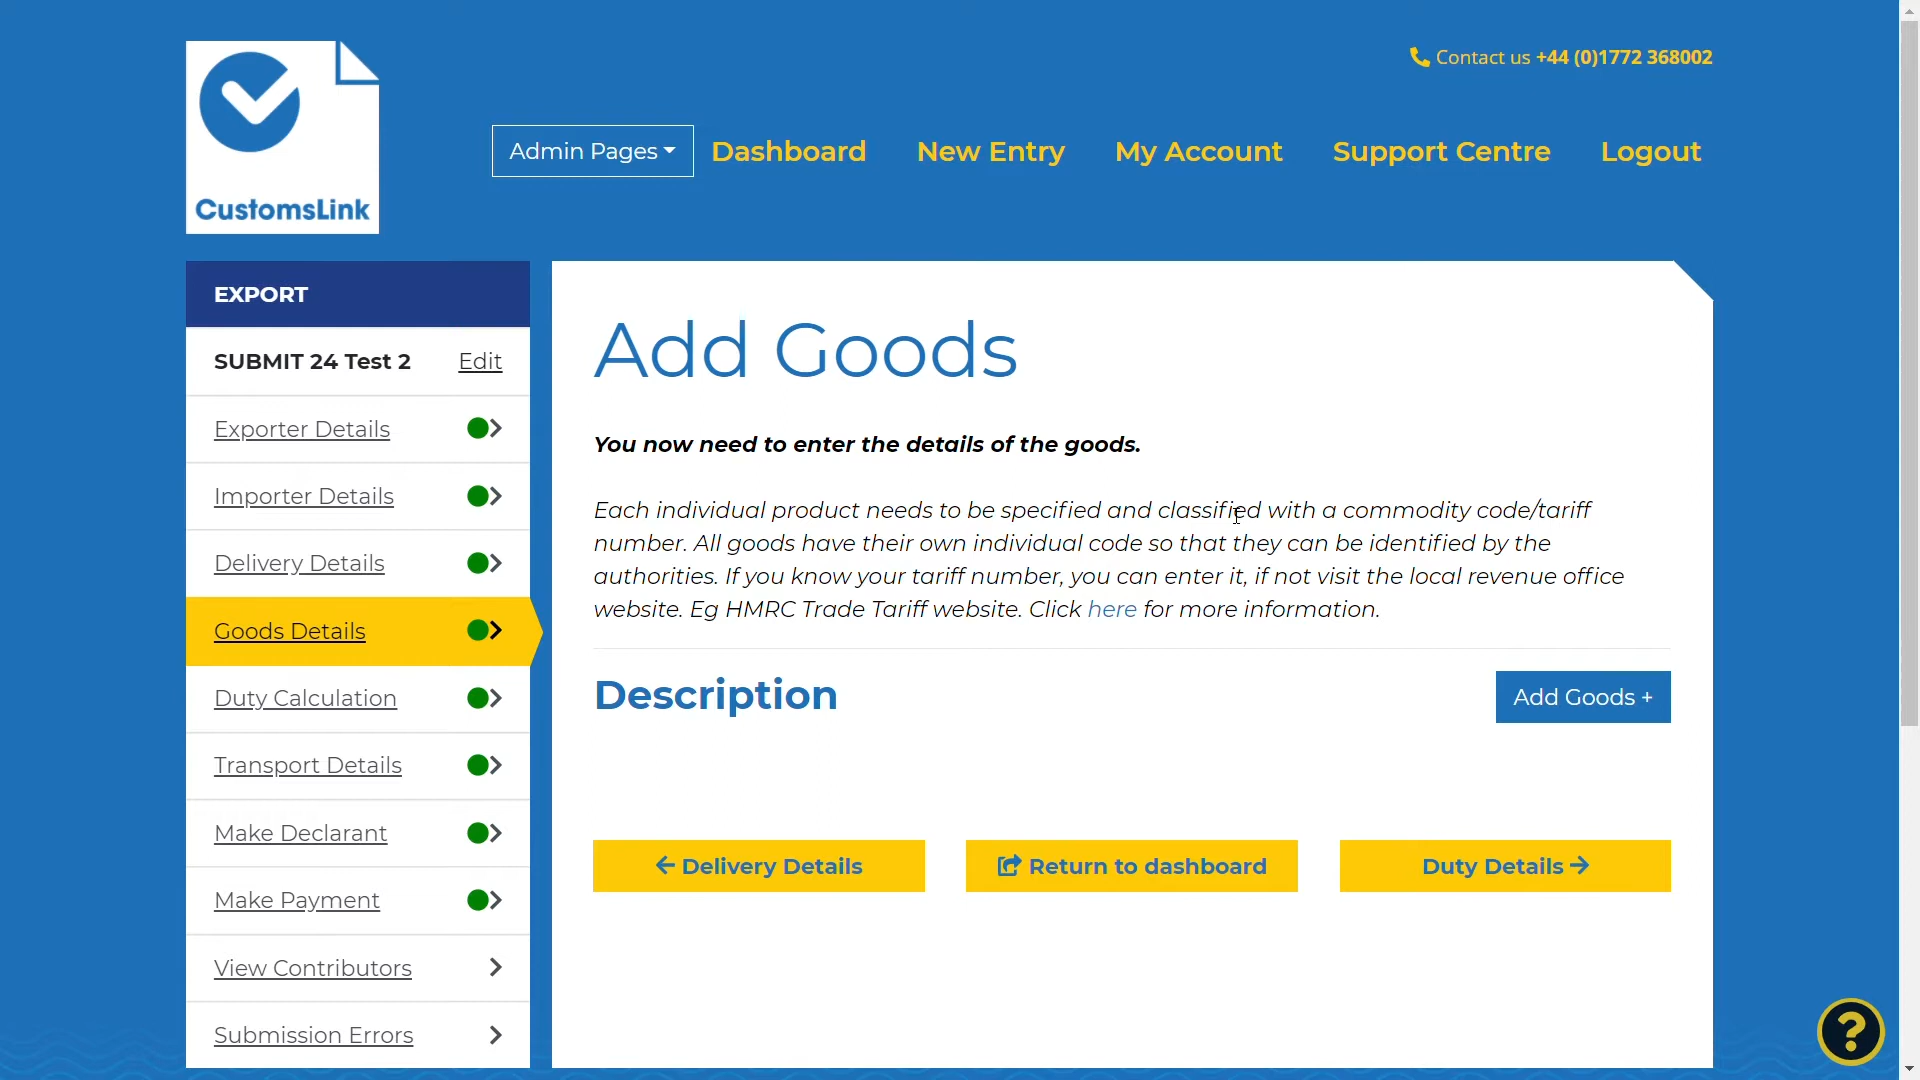 Contact us +44 (0)1772 368002
CustomsLink
Admin Pages
Dashboard
New Entry
My Account
Support Centre
Logout
EXPORT
SUBMIT 24 Test 2
Edit
Exporter Details
Importer Details
Delivery Details
Goods Details
Duty Calculation
Transport Details
Make Declarant
Make Payment
View Contributors
Submission Errors
Add Goods
You now need to enter the details of the goods.
Each individual product needs to be specified and classified with a commodity code/tariff
number. All goods have their own individual code so that they can be identified by the
authorities. If you know your tariff number, you can enter it, if not visit the local revenue office
website. Eg HMRC Trade Tariff website. Click here for more information.
Description
Add Goods +
Delivery Details
Return to dashboard
Duty Details
?